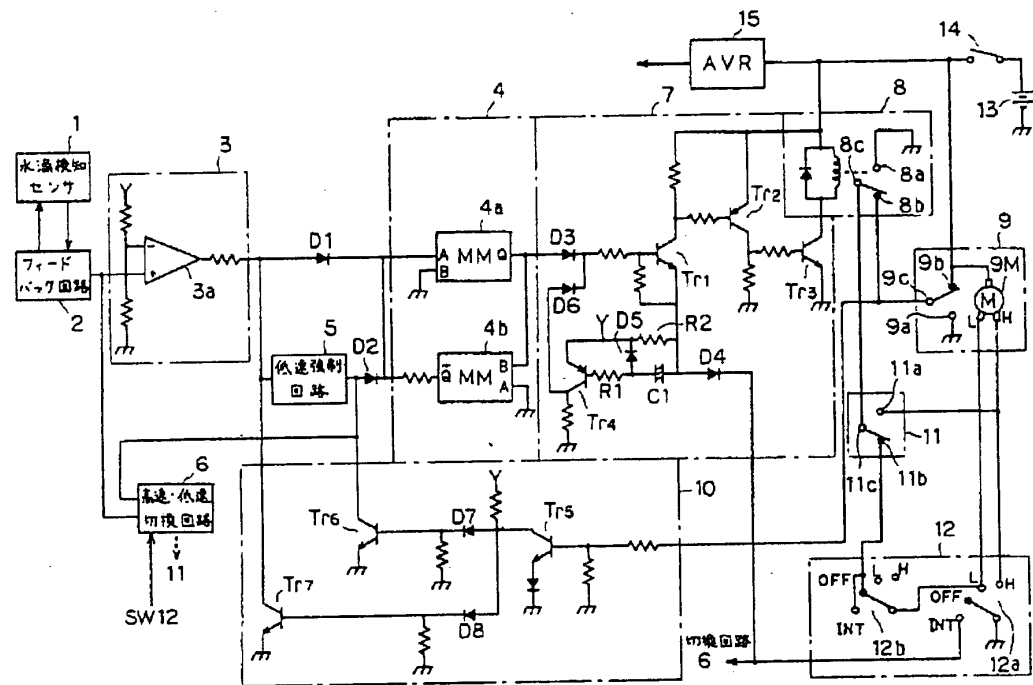 15
14
AVR
4
7
8
13
1
3
水温検知
センサ
Y
8c
8a
8b
Tr2
4a
D1
A
B
MM
Q
D3
Tr1
Tr3
9
9b
9M
9c
M
L
H
9a
フィード
バック回路
2
3a
D6
5
低速強制
回路
D2
4b
Q̅
MM
B
A
Y
D5
R2
D4
R1
C1
Tr4
11a
11
11c
11b
6
高速・低速
切換回路
11
SW12
Y
10
Tr6
D7
Tr5
Tr7
D8
12
OFF
L
H
INT
12b
L
H
OFF
INT
12a
切換回路
6